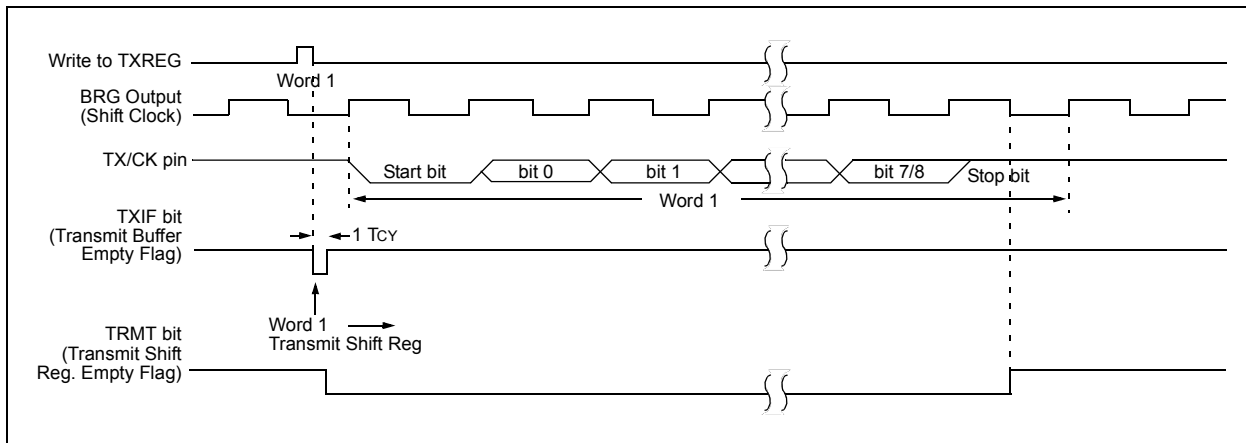 Write to TXREG
Word 1
BRG Output
(Shift Clock)
TX/CK pin
Start bit
bit 0
bit 1
bit 7/8
Stop bit
Word 1
TXIF bit
(Transmit Buffer
Empty Flag)
1 TCY
Word 1
Transmit Shift Reg
TRMT bit
(Transmit Shift
Reg. Empty Flag)